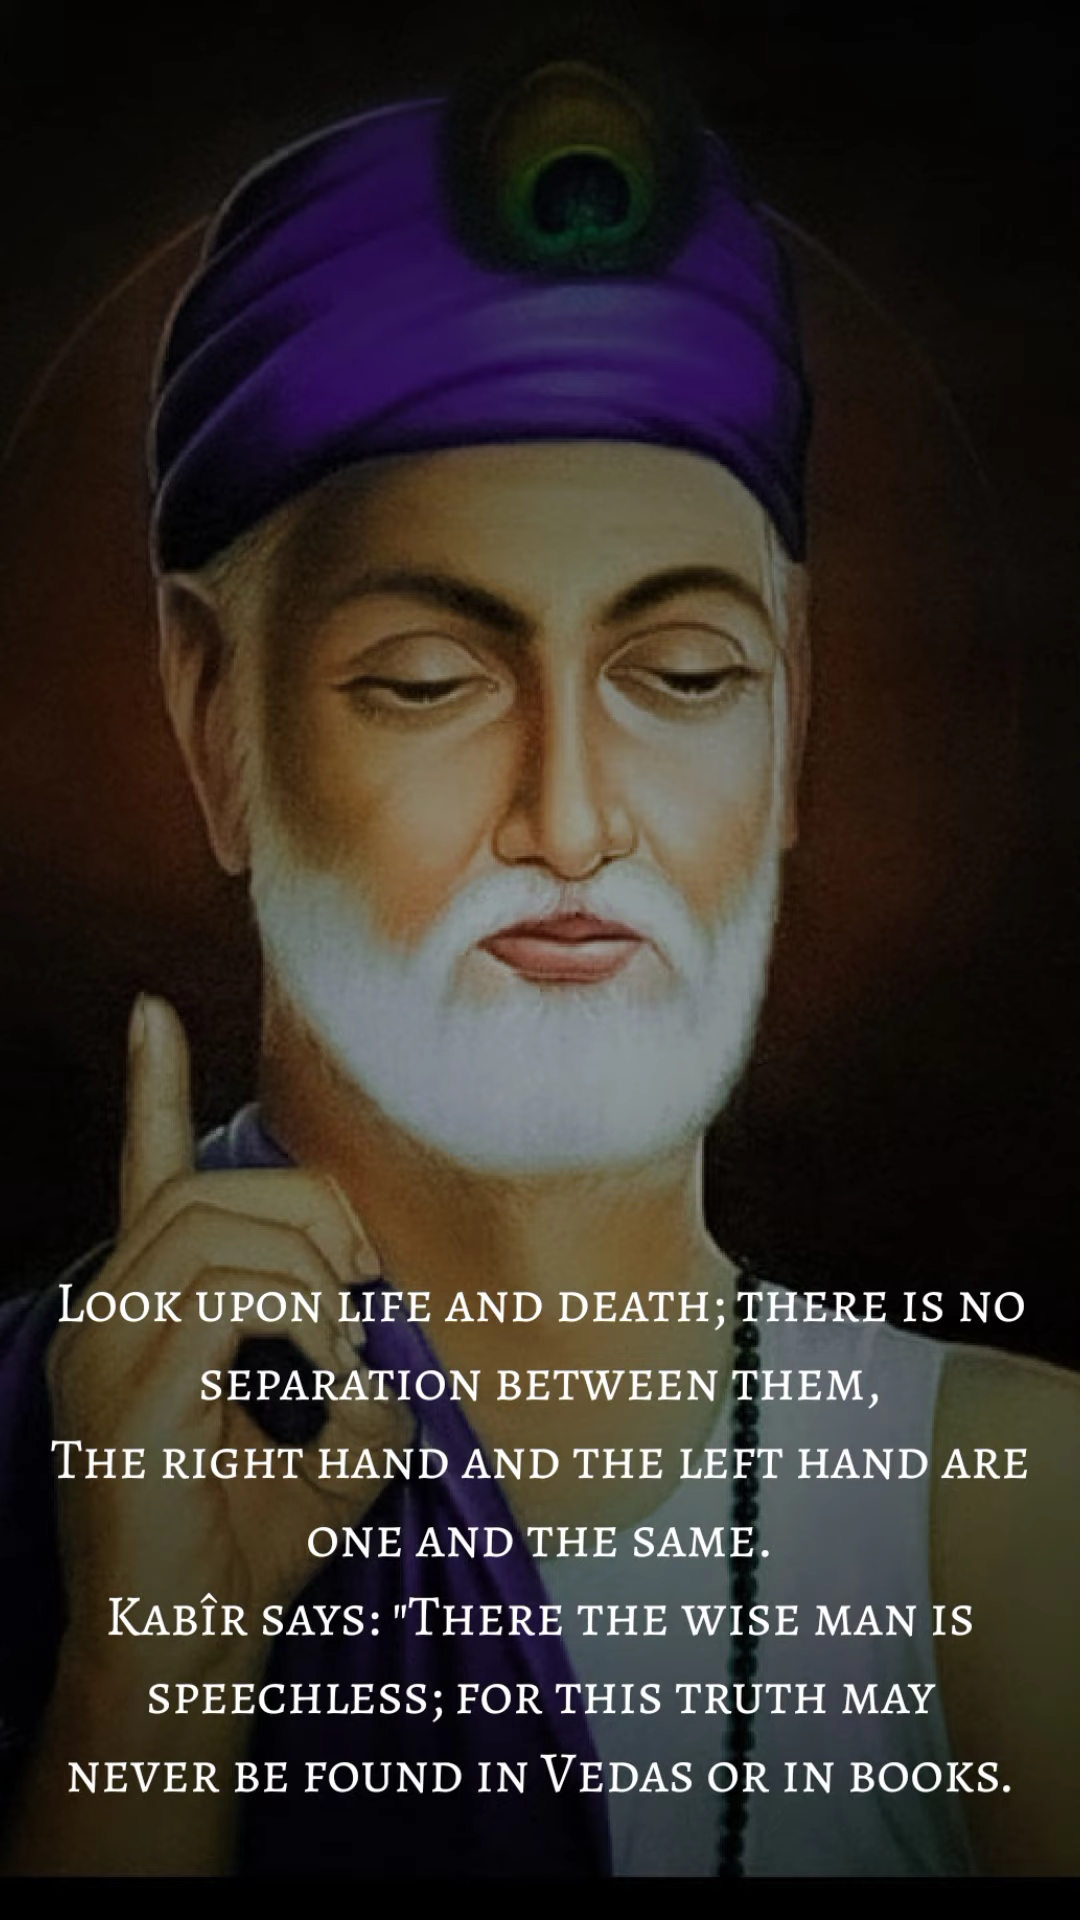 Look upon life and death; there is no
separation between them,
The right hand and the left hand are
one and the same.
Kabîr says: "There the wise man is
speechless; for this truth may
never be found in Vedas or in books.